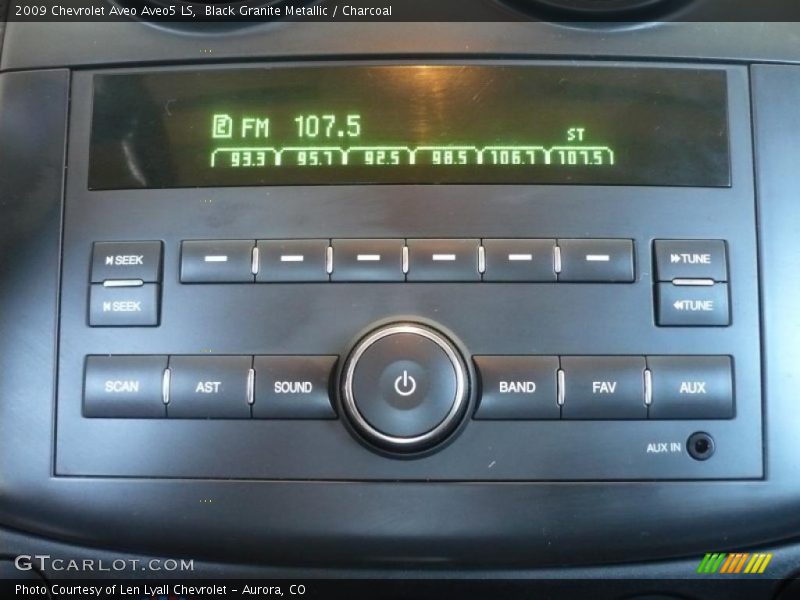 2009 Chevrolet Aveo Aveo5 LS, Black Granite Metallic / Charcoal
2 FM 107.5 ST
93.3 95.7 92.5 98.5 106.7 107.5
SEEK TUNE
SEEK TUNE
SCAN AST SOUND BAND FAV AUX
AUX IN
GTCARLOT.COM
Photo Courtesy of Len Lyall Chevrolet – Aurora, CO